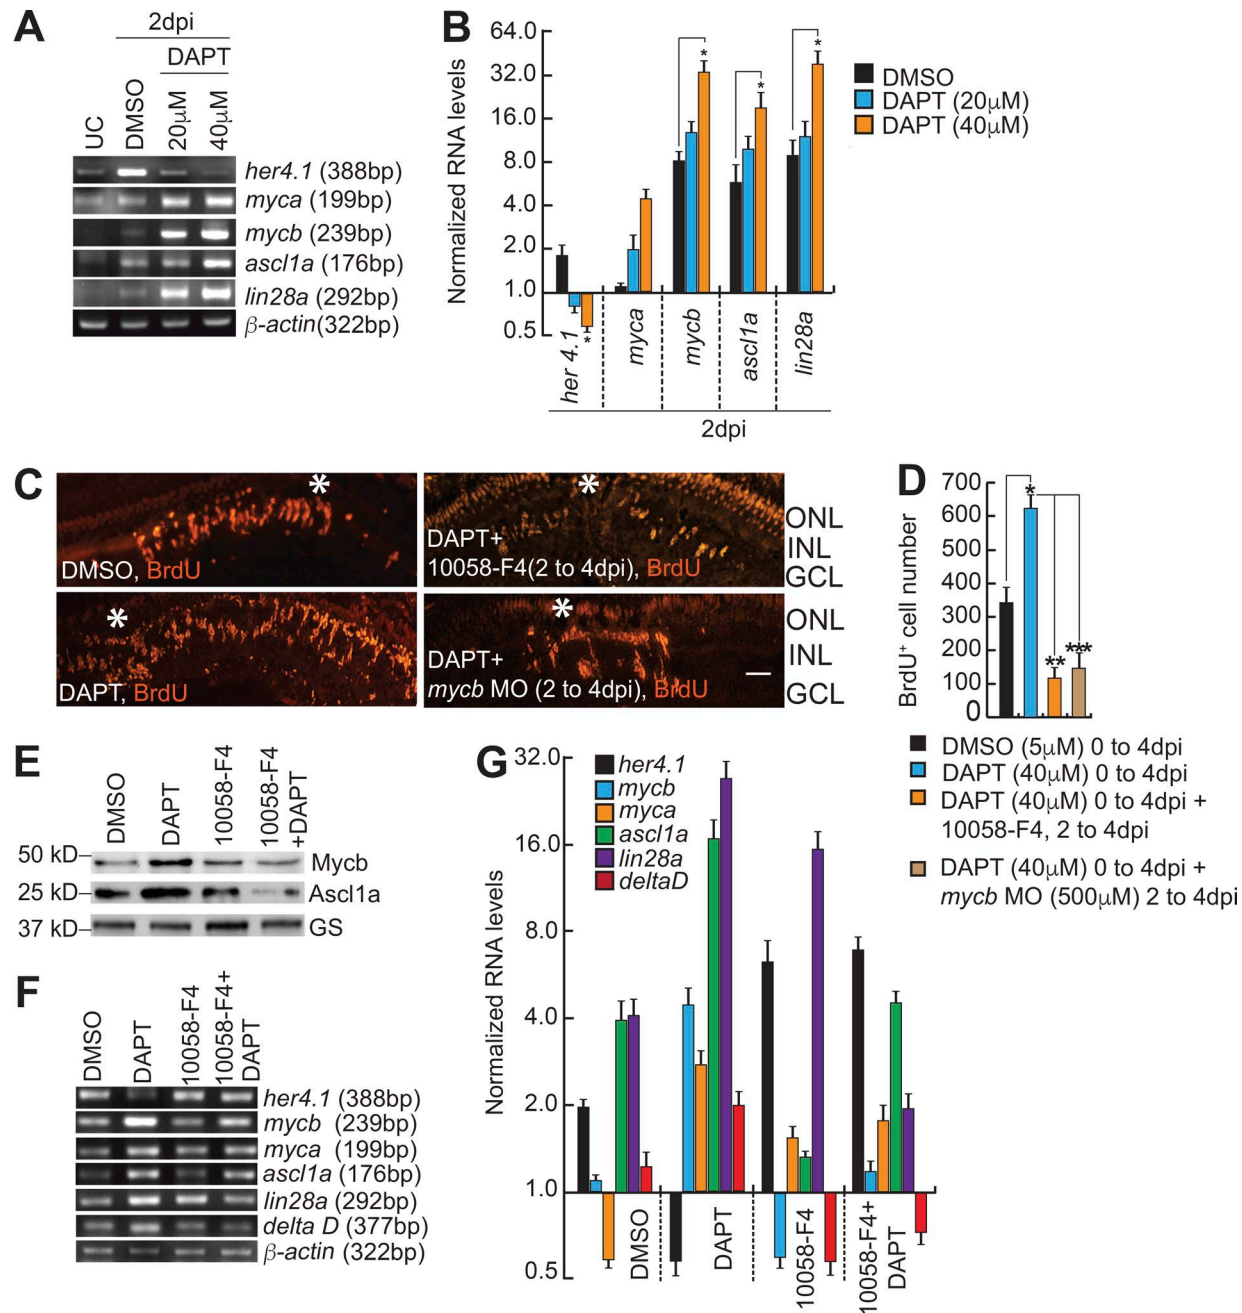 A
2dpi
DAPT
UC
DMSO
20μM
40μM
her4.1 (388bp)
myca (199bp)
mycb (239bp)
ascl1a (176bp)
lin28a (292bp)
β-actin(322bp)
B
Normalized RNA levels
64.0
32.0
16.0
8.0
4.0
2.0
1.0
0.5
*
*
*
*
her 4.1
myca
mycb
ascl1a
lin28a
2dpi
DMSO
DAPT (20μM)
DAPT (40μM)
C
*
DMSO, BrdU
*
DAPT+
10058-F4(2 to 4dpi), BrdU
ONL
INL
GCL
*
DAPT, BrdU
*
DAPT+
mycb MO (2 to 4dpi), BrdU
ONL
INL
GCL
D
BrdU⁺ cell number
700
600
500
400
300
200
100
0
*
**
***
DMSO (5μM) 0 to 4dpi
DAPT (40μM) 0 to 4dpi
DAPT (40μM) 0 to 4dpi +
10058-F4, 2 to 4dpi
DAPT (40μM) 0 to 4dpi +
mycb MO (500μM) 2 to 4dpi
E
DMSO
DAPT
10058-F4
10058-F4
+DAPT
50 kD
Mycb
25 kD
Ascl1a
37 kD
GS
F
DMSO
DAPT
10058-F4
10058-F4+
DAPT
her4.1 (388bp)
mycb (239bp)
myca (199bp)
ascl1a (176bp)
lin28a (292bp)
delta D (377bp)
β-actin (322bp)
G
Normalized RNA levels
32.0
16.0
8.0
4.0
2.0
1.0
0.5
her4.1
mycb
myca
ascl1a
lin28a
deltaD
DMSO
DAPT
10058-F4
10058-F4+
DAPT